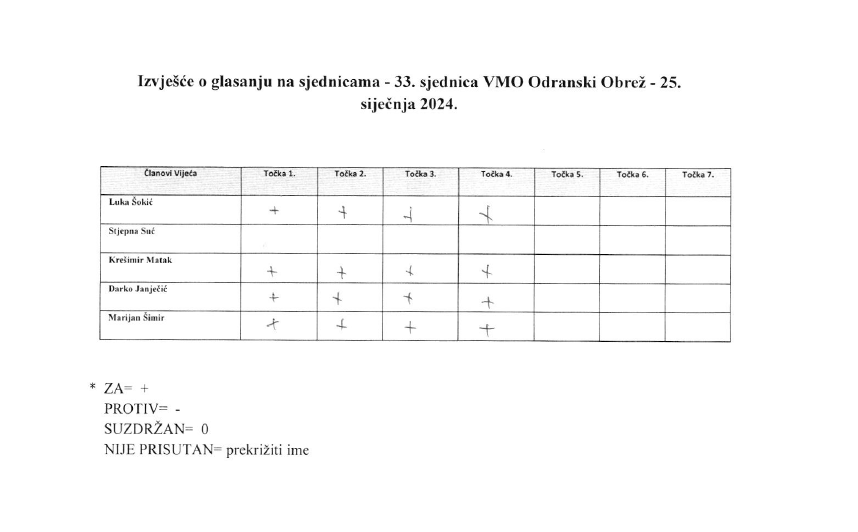 Izvješće o glasanju na sjednicama - 33. sjednica VMO Odranski Obrež - 25.
siječnja 2024.
Članovi Vijeća Točka 1. Točka 2. Točka 3. Točka 4. Točka 5. Točka 6. Točka 7.
Luka Šokić + + + +
Stjepna Suć
Krešimir Matak + + + +
Darko Janječić + + + +
Marijan Šimir + + + +
* ZA= +
PROTIV= -
SUZDRŽAN= 0
NIJE PRISUTAN= prekrižiti ime